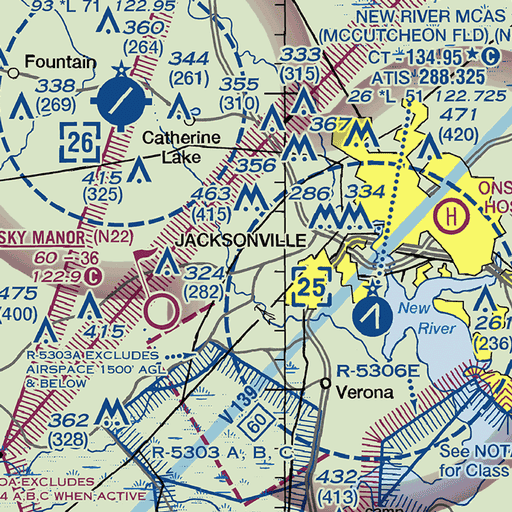 93 *L 71 122.95
NEW RIVER MCAS
(MCCUTCHEON FLD) (N
CT - 134.95 ★ C
ATIS 288.325
26 *L 51 122.725
360
(264)
Fountain
344
(261)
333
(315)
338
(269)
355
(310)
471
(420)
367
26
Catherine
Lake
356
415
(325)
463
(415)
286
334
ONS
HOS
H
SKY MANOR (N22)
60 - 36
122.9 C
JACKSONVILLE
324
(282)
25
475
(400)
415
New
River
261
(236)
R-5303A EXCLUDES
AIRSPACE 1500' AGL
& BELOW
R-5306E
V 139
60
Verona
362
(328)
R-5303 A, B, C
See NOTA
for Class
OA EXCLUDES
4 A,B,C WHEN ACTIVE
432
(413)
camp